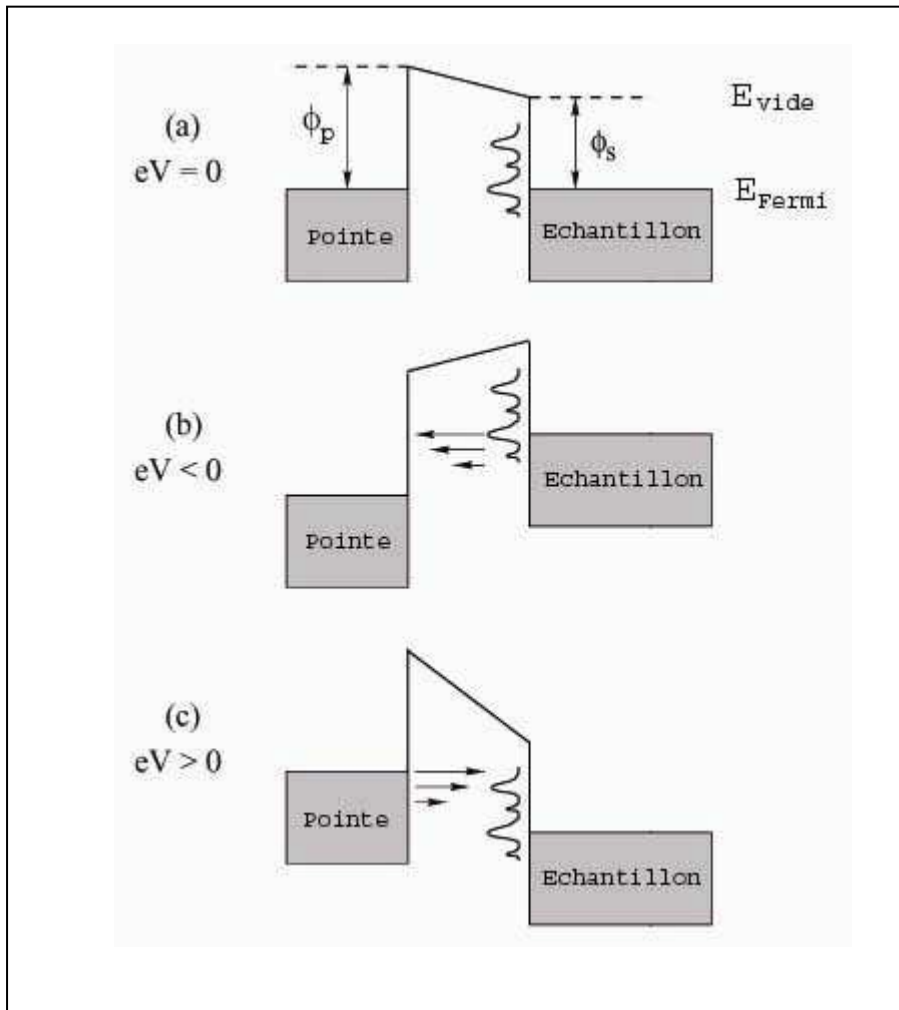 (a)
eV = 0
ϕp
ϕs
Evide
EFermi
Pointe
Echantillon
(b)
eV < 0
Echantillon
Pointe
(c)
eV > 0
Pointe
Echantillon